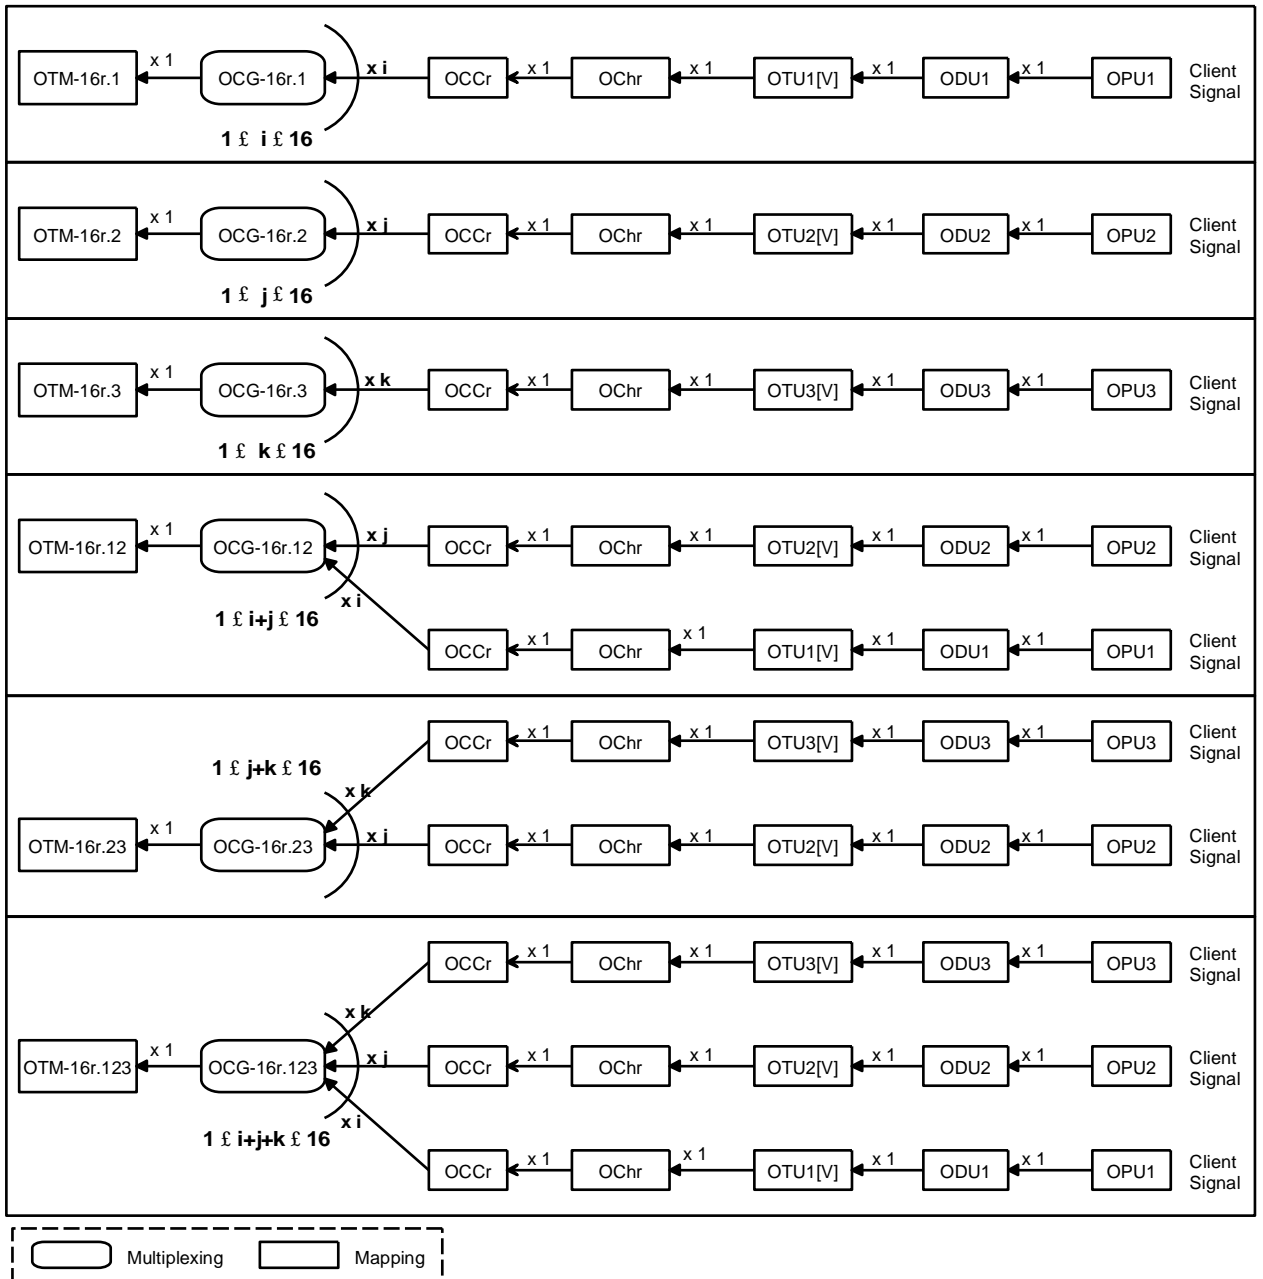 OTM-16r.1 x 1 OCG-16r.1 x i OCCr x 1 OChr x 1 OTU1[V] x 1 ODU1 x 1 OPU1 Client Signal
1 £ i £ 16
OTM-16r.2 x 1 OCG-16r.2 x j OCCr x 1 OChr x 1 OTU2[V] x 1 ODU2 x 1 OPU2 Client Signal
1 £ j £ 16
OTM-16r.3 x 1 OCG-16r.3 x k OCCr x 1 OChr x 1 OTU3[V] x 1 ODU3 x 1 OPU3 Client Signal
1 £ k £ 16
OTM-16r.12 x 1 OCG-16r.12 x j OCCr x 1 OChr x 1 OTU2[V] x 1 ODU2 x 1 OPU2 Client Signal
1 £ i+j £ 16
x i OCCr x 1 OChr x 1 OTU1[V] x 1 ODU1 x 1 OPU1 Client Signal
x k OCCr x 1 OChr x 1 OTU3[V] x 1 ODU3 x 1 OPU3 Client Signal
1 £ j+k £ 16
OTM-16r.23 x 1 OCG-16r.23 x j OCCr x 1 OChr x 1 OTU2[V] x 1 ODU2 x 1 OPU2 Client Signal
x k OCCr x 1 OChr x 1 OTU3[V] x 1 ODU3 x 1 OPU3 Client Signal
OTM-16r.123 x 1 OCG-16r.123 x j OCCr x 1 OChr x 1 OTU2[V] x 1 ODU2 x 1 OPU2 Client Signal
1 £ i+j+k £ 16
x i OCCr x 1 OChr x 1 OTU1[V] x 1 ODU1 x 1 OPU1 Client Signal
Multiplexing Mapping